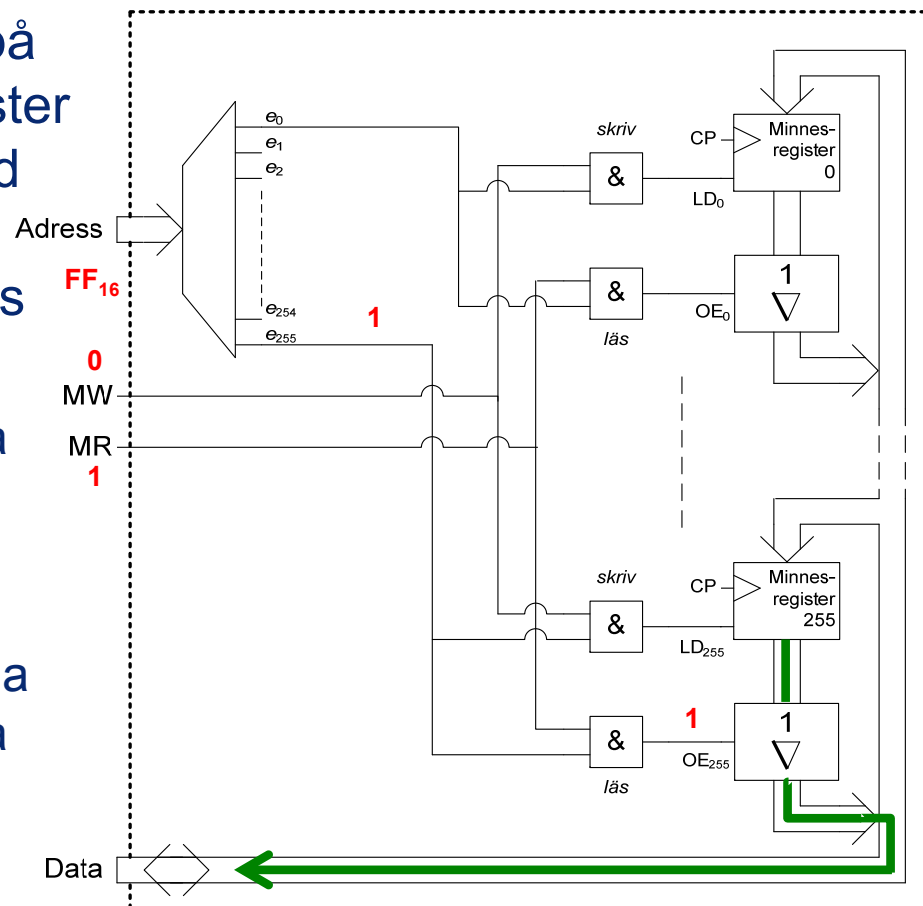 på
ster
d
s
a
a
a
Adress
FF₁₆
0
MW
MR
1
Data
e₀
e₁
e₂
e₂₅₄
e₂₅₅
1
skriv
&
LD₀
&
läs
OE₀
CP
Minnes-
register
0
1
skriv
&
LD₂₅₅
&
läs
1
OE₂₅₅
CP
Minnes-
register
255
1